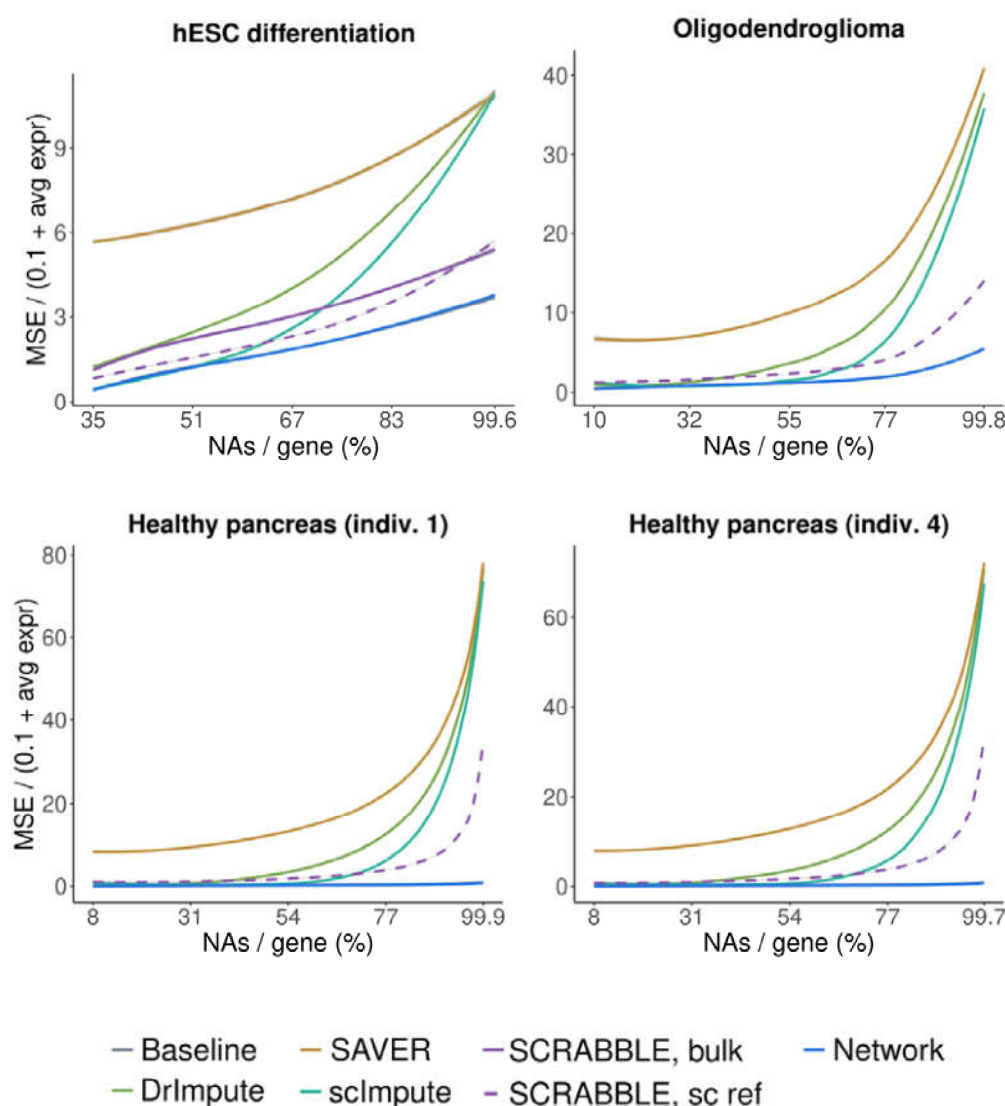 hESC differentiation
Oligodendroglioma
MSE / (0.1 + avg expr)
9
6
3
0
35 51 67 83 99.6
NAs / gene (%)
40
30
20
10
0
10 32 55 77 99.8
NAs / gene (%)
Healthy pancreas (indiv. 1)
Healthy pancreas (indiv. 4)
MSE / (0.1 + avg expr)
80
60
40
20
0
8 31 54 77 99.9
NAs / gene (%)
60
40
20
0
8 31 54 77 99.7
NAs / gene (%)
Baseline SAVER SCRABBLE, bulk Network
DrImpute scImpute SCRABBLE, sc ref